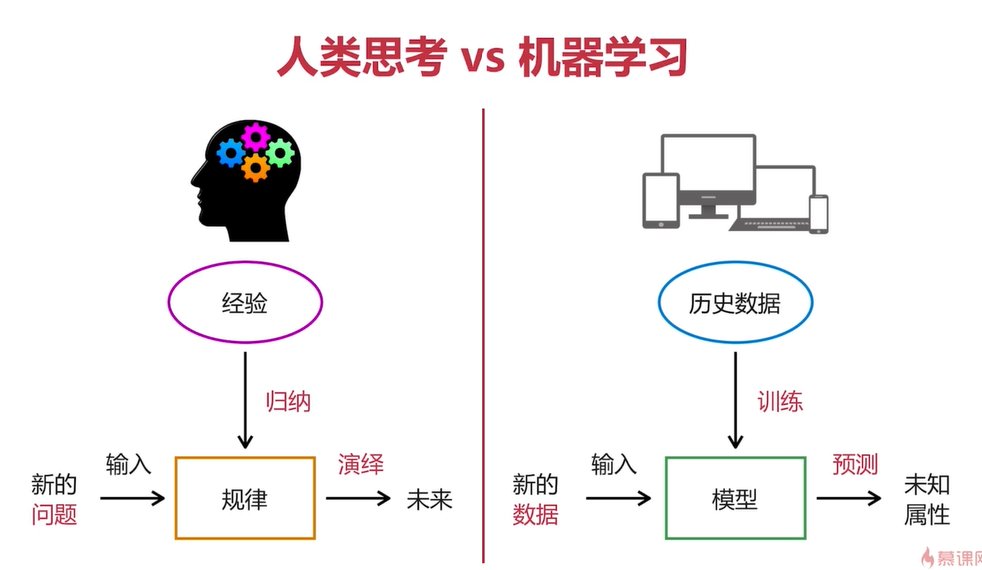 人类思考 vs 机器学习
经验
归纳
输入
演绎
新的
问题
规律
未来
历史数据
训练
输入
预测
新的
数据
模型
未知
属性
慕课网